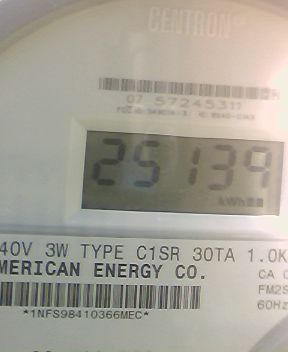 CENTRON
07 57245311
25139
kWh
40V 3W TYPE C1SR 30TA 1.0K
MERICAN ENERGY CO.
CA
FM2S
60Hz
*1NFS98410366MEC*